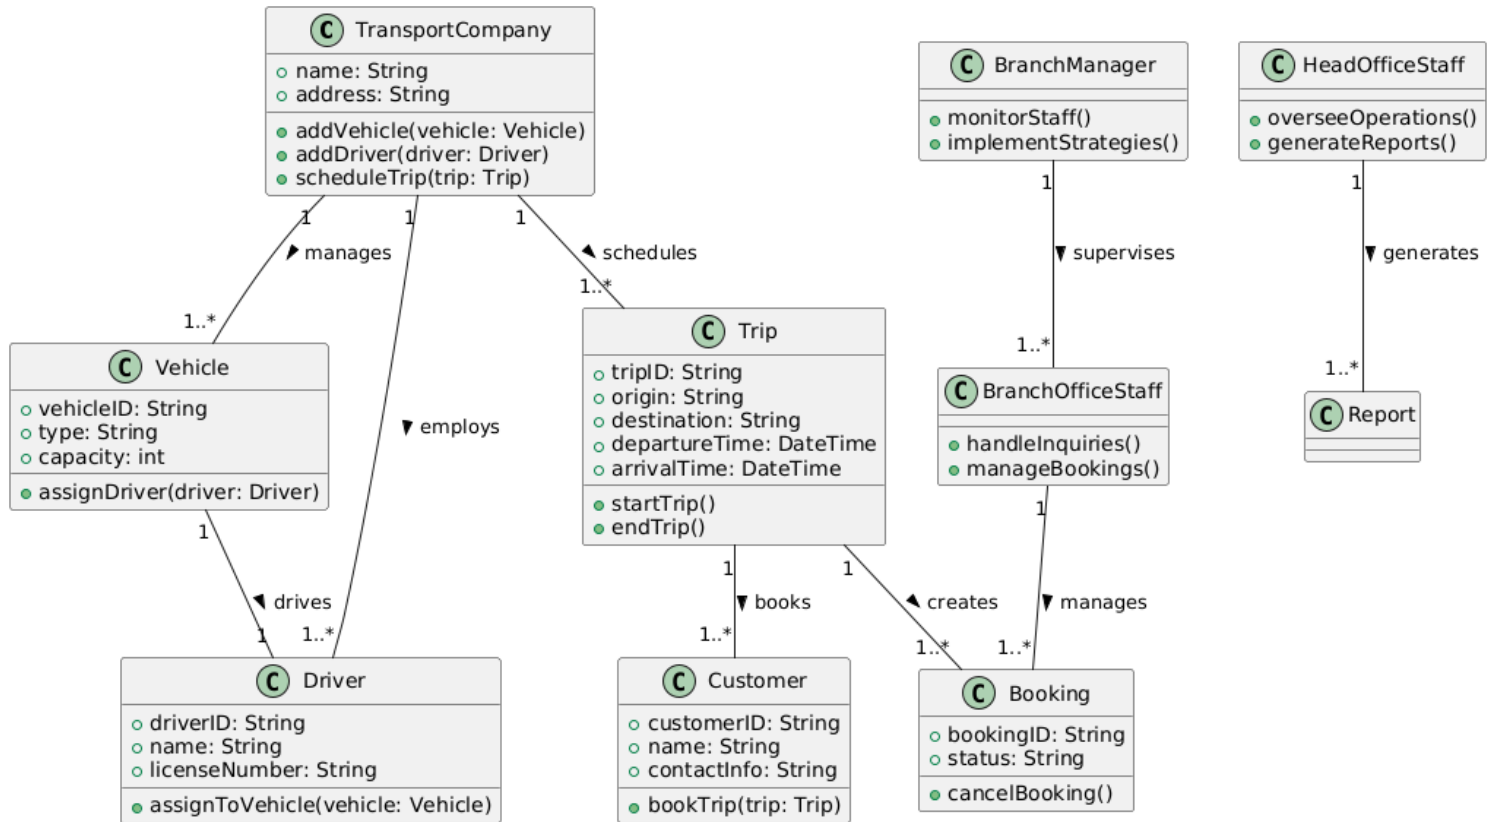 C TransportCompany
name: String
address: String
addVehicle(vehicle: Vehicle)
addDriver(driver: Driver)
scheduleTrip(trip: Trip)
C BranchManager
monitorStaff()
implementStrategies()
C HeadOfficeStaff
overseeOperations()
generateReports()
1
manages
1..*
1
employs
1..*
1
schedules
1..*
1
supervises
1..*
1
generates
1..*
C Vehicle
vehicleID: String
type: String
capacity: int
assignDriver(driver: Driver)
C Trip
tripID: String
origin: String
destination: String
departureTime: DateTime
arrivalTime: DateTime
startTrip()
endTrip()
C BranchOfficeStaff
handleInquiries()
manageBookings()
C Report
1
drives
1
1
books
1..*
1
creates
1..*
1
manages
1..*
C Driver
driverID: String
name: String
licenseNumber: String
assignToVehicle(vehicle: Vehicle)
C Customer
customerID: String
name: String
contactInfo: String
bookTrip(trip: Trip)
C Booking
bookingID: String
status: String
cancelBooking()